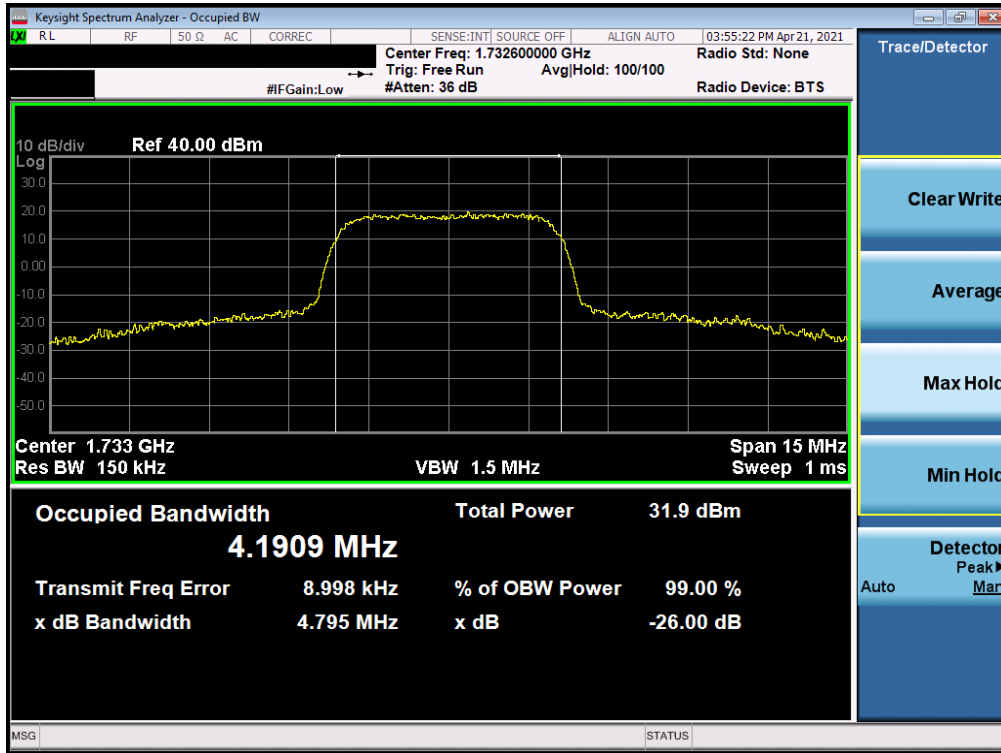 Keysight Spectrum Analyzer - Occupied BW
LXI RL RF 50 Ω AC CORREC SENSE:INT SOURCE OFF ALIGN AUTO 03:55:22 PM Apr 21, 2021
Center Freq: 1.732600000 GHz Radio Std: None
Trig: Free Run Avg|Hold: 100/100
#IFGain:Low #Atten: 36 dB Radio Device: BTS
10 dB/div Ref 40.00 dBm
Log
30.0
20.0
10.0
0.00
-10.0
-20.0
-30.0
-40.0
-50.0
Center 1.733 GHz Span 15 MHz
Res BW 150 kHz VBW 1.5 MHz Sweep 1 ms
Occupied Bandwidth Total Power 31.9 dBm
4.1909 MHz
Transmit Freq Error 8.998 kHz % of OBW Power 99.00 %
x dB Bandwidth 4.795 MHz x dB -26.00 dB
MSG STATUS
Trace/Detector
Clear Write
Average
Max Hold
Min Hold
Detector
Peak▶
Auto Man